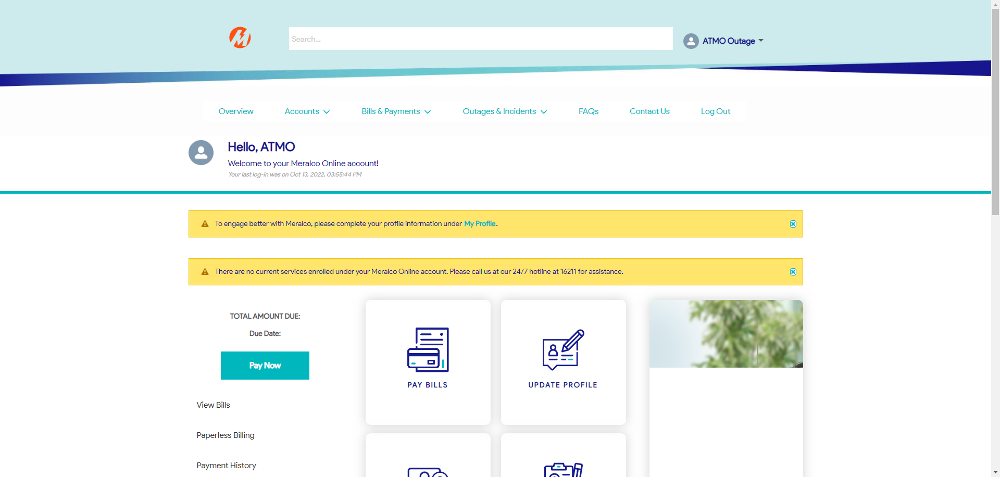 Search...
ATMO Outage
Overview
Accounts
Bills & Payments
Outages & Incidents
FAQs
Contact Us
Log Out
Hello, ATMO
Welcome to your Meralco Online account!
Your last log-in was on Oct 13, 2022, 03:55:44 PM
To engage better with Meralco, please complete your profile information under My Profile.
There are no current services enrolled under your Meralco Online account. Please call us at our 24/7 hotline at 16211 for assistance.
TOTAL AMOUNT DUE:
Due Date:
Pay Now
View Bills
Paperless Billing
Payment History
PAY BILLS
UPDATE PROFILE